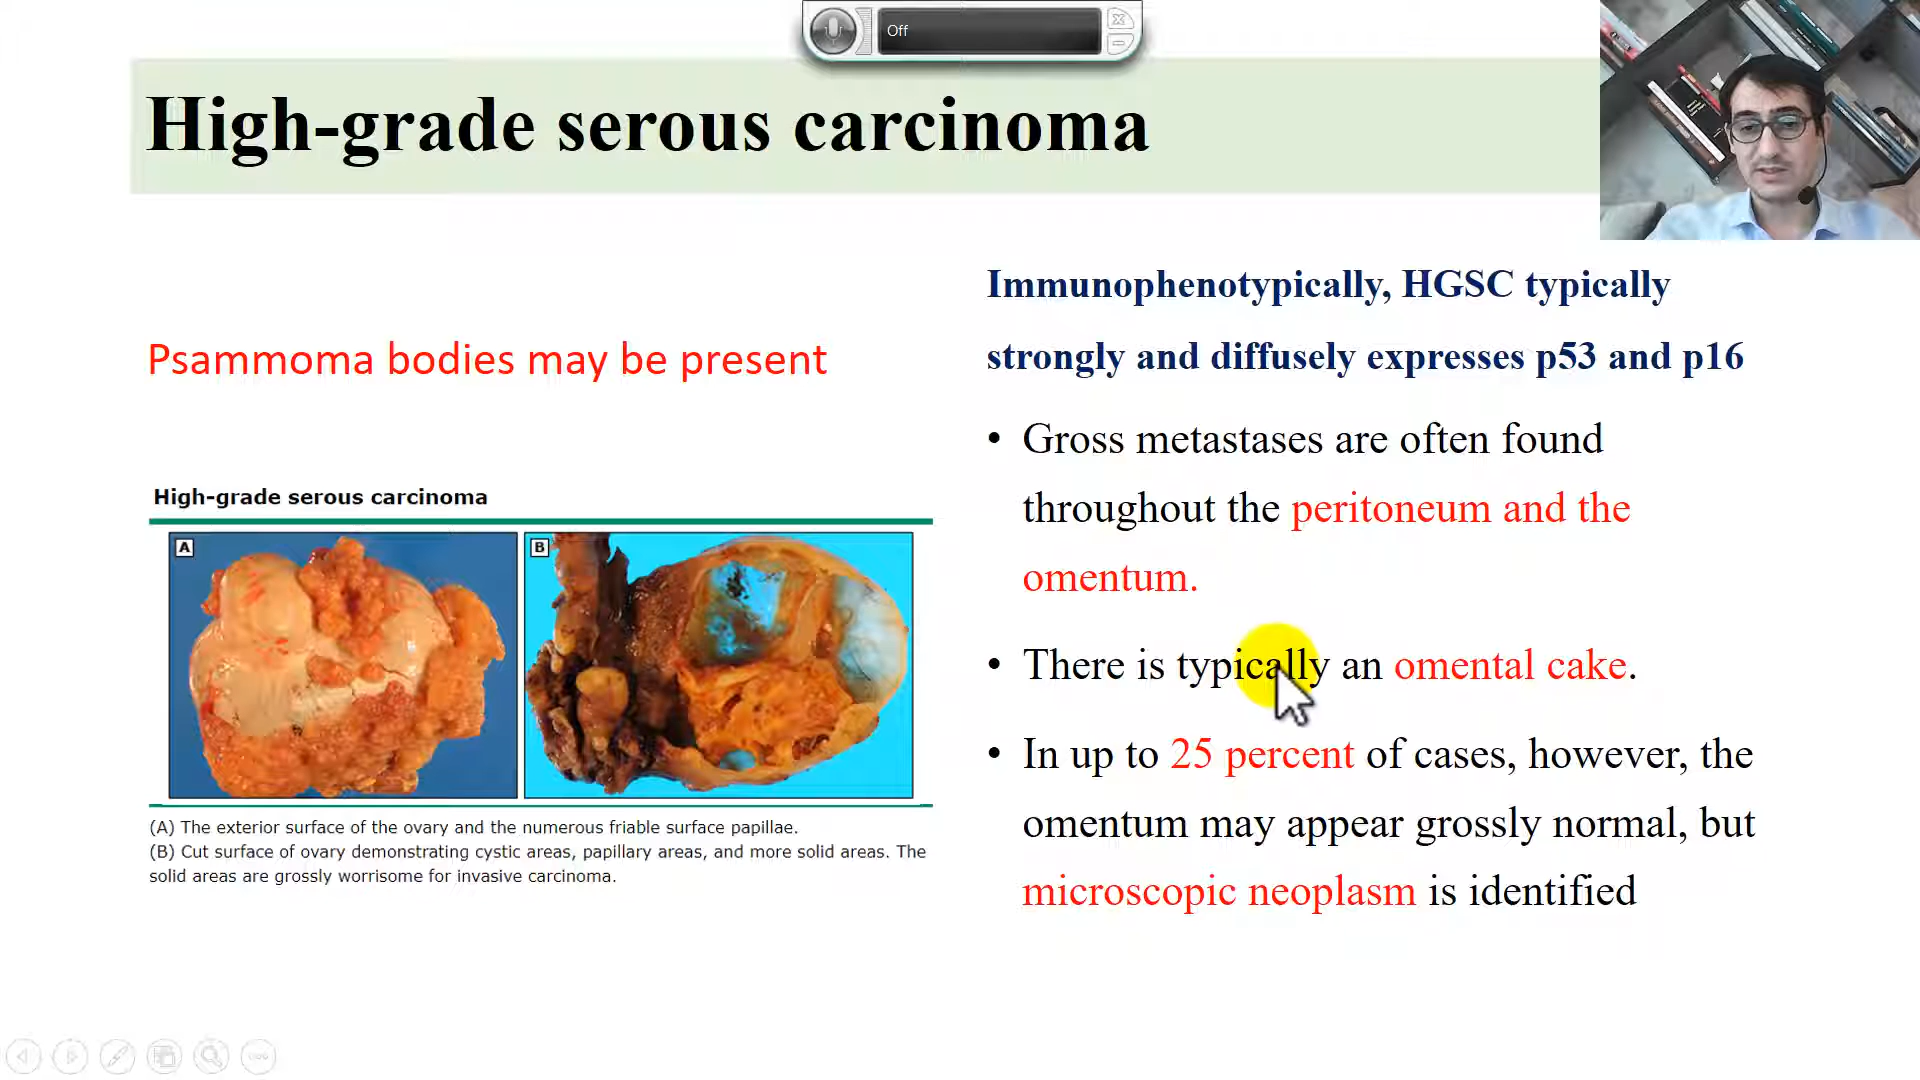 Off
High-grade serous carcinoma
Psammoma bodies may be present
High-grade serous carcinoma
A
B
(A) The exterior surface of the ovary and the numerous friable surface papillae.
(B) Cut surface of ovary demonstrating cystic areas, papillary areas, and more solid areas. The
solid areas are grossly worrisome for invasive carcinoma.
Immunophenotypically, HGSC typically
strongly and diffusely expresses p53 and p16
• Gross metastases are often found
throughout the peritoneum and the
omentum.
• There is typically an omental cake.
• In up to 25 percent of cases, however, the
omentum may appear grossly normal, but
microscopic neoplasm is identified